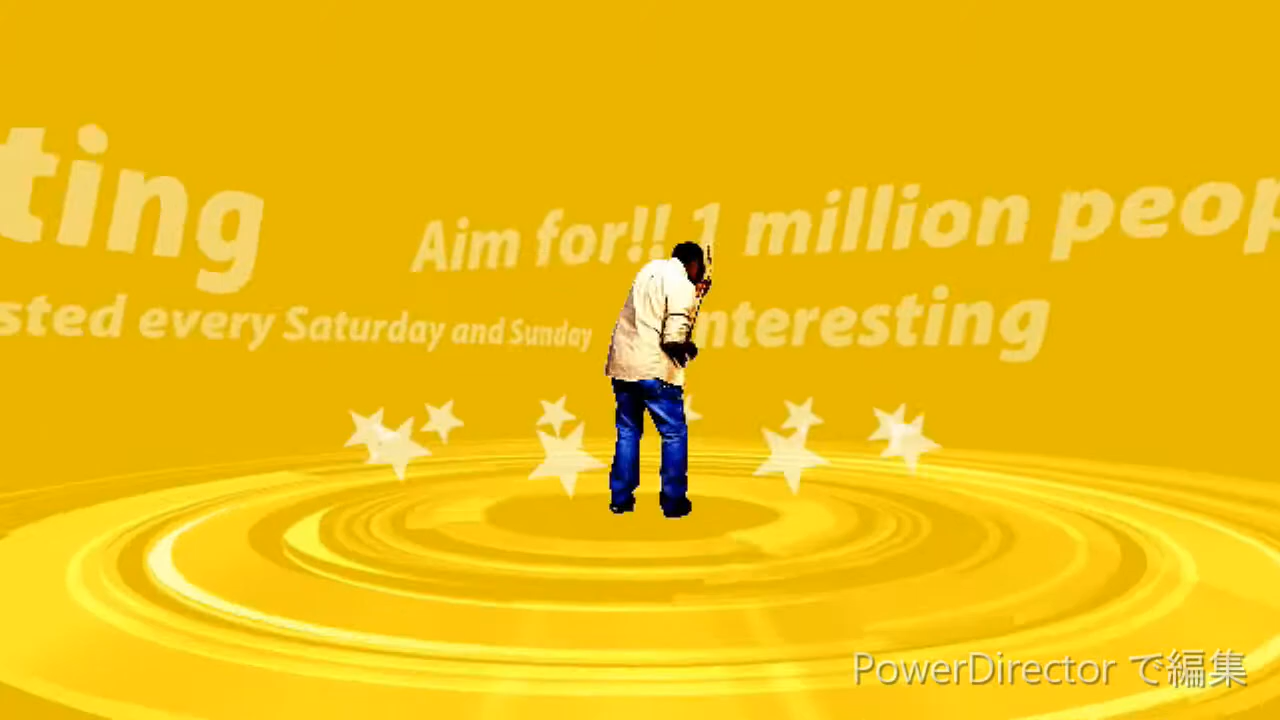 ting
Aim for!! 1 million peop
sted every Saturday and Sunday
nteresting
PowerDirector で編集